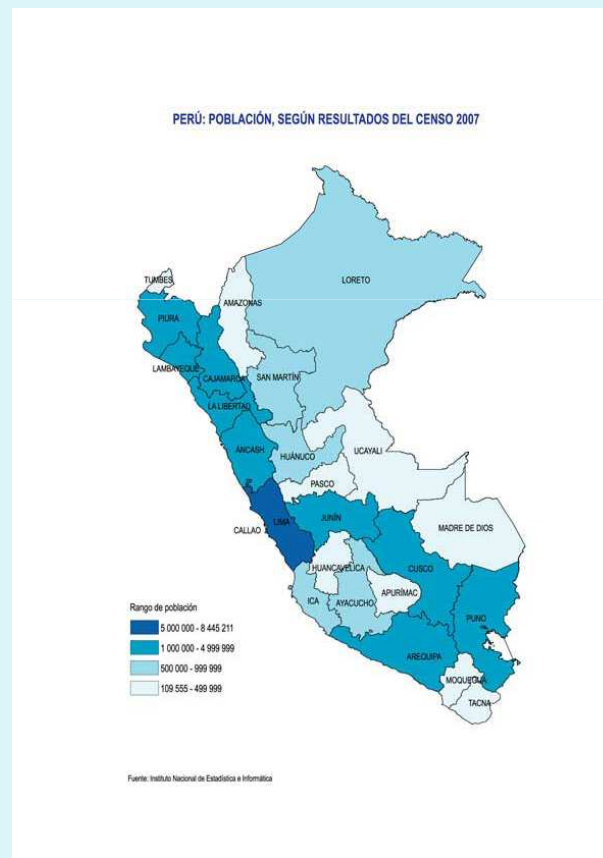 PERÚ: POBLACIÓN, SEGÚN RESULTADOS DEL CENSO 2007
LORETO
TUMBES
AMAZONAS
PIURA
LAMBAYEQUE
CAJAMARCA
SAN MARTÍN
LA LIBERTAD
ÁNCASH
HUÁNUCO
UCAYALI
PASCO
LIMA
JUNÍN
CALLAO
MADRE DE DIOS
HUANCAVELICA
CUSCO
ICA
AYACUCHO
APURÍMAC
PUNO
AREQUIPA
MOQUEGUA
TACNA
Rango de población
5 000 000 - 8 445 211
1 000 000 - 4 999 999
500 000 - 999 999
109 555 - 499 999
Fuente: Instituto Nacional de Estadística e Informática